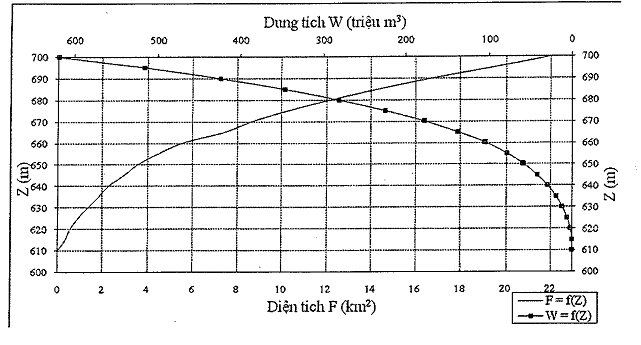 Dung tích W (triệu m³)
600 500 400 300 200 100 0
700 700
690 690
680 680
670 670
660 660
650 650
640 640
630 630
620 620
610 610
600 600
Z (m)
Z (m)
0 2 4 6 8 10 12 14 16 18 20 22
Diện tích F (km²)
F = f(Z)
W = f(Z)